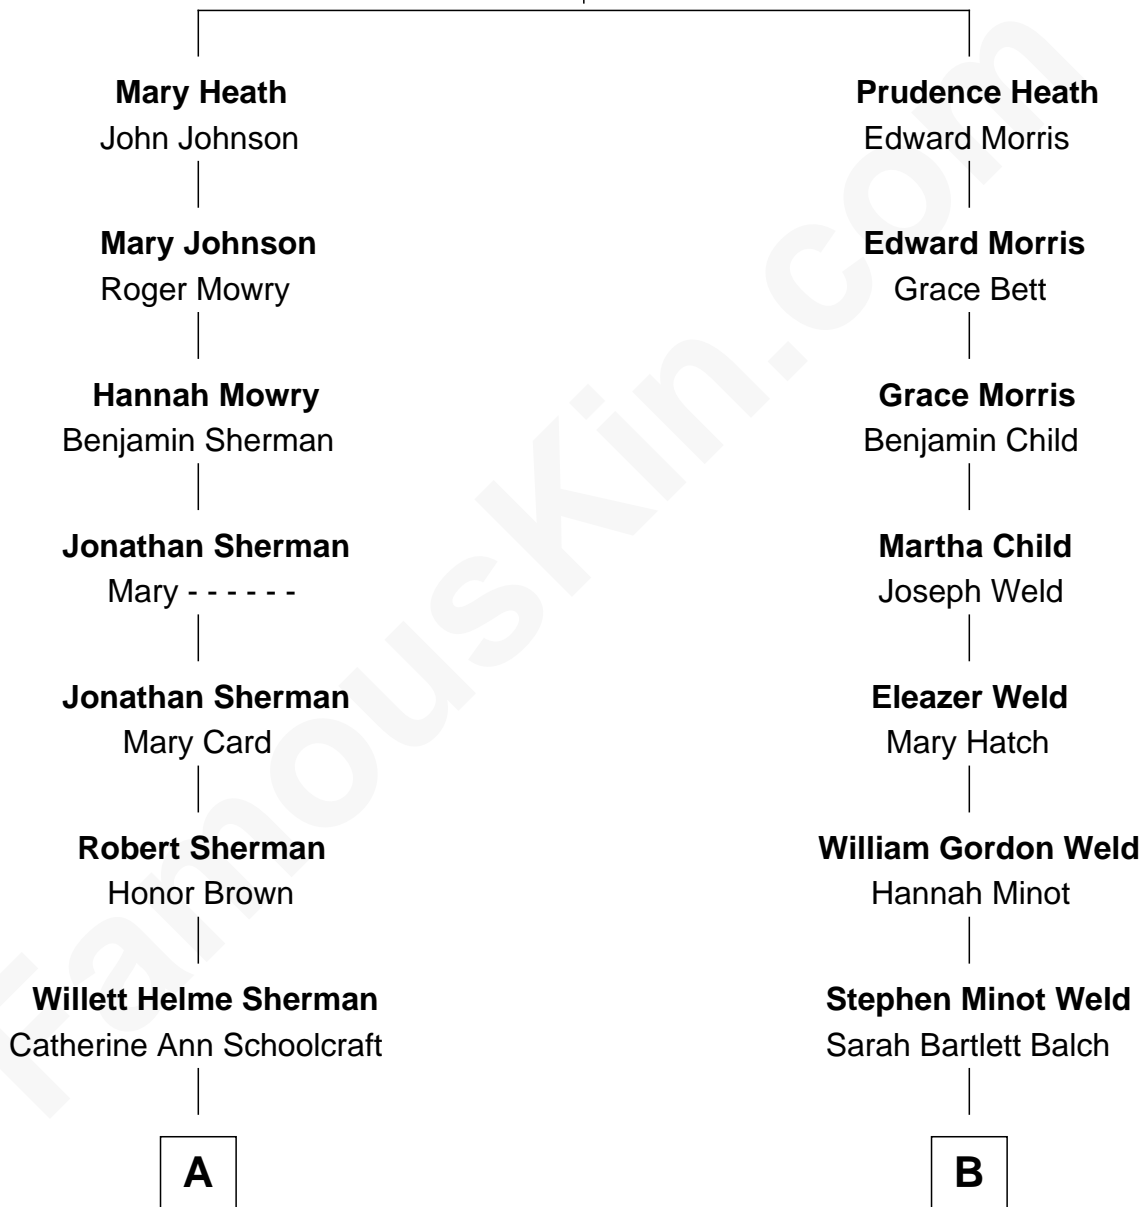 Mary Heath
John Johnson
Mary Johnson
Roger Mowry
Hannah Mowry
Benjamin Sherman
Jonathan Sherman
Mary - - - - - -
Jonathan Sherman
Mary Card
Robert Sherman
Honor Brown
Willett Helme Sherman
Catherine Ann Schoolcraft
A
Prudence Heath
Edward Morris
Edward Morris
Grace Bett
Grace Morris
Benjamin Child
Martha Child
Joseph Weld
Eleazer Weld
Mary Hatch
William Gordon Weld
Hannah Minot
Stephen Minot Weld
Sarah Bartlett Balch
B
FamousKin.com